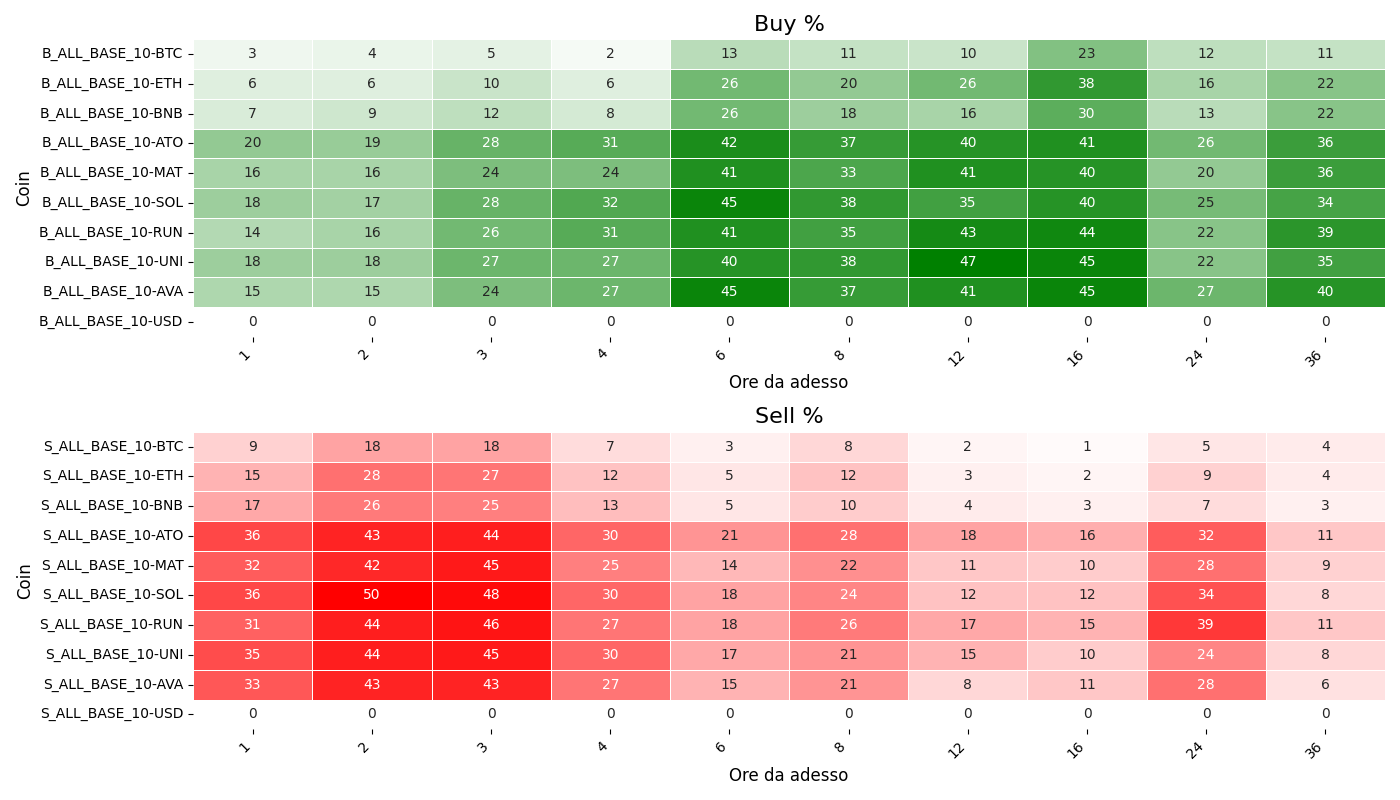 Buy %
Coin
B_ALL_BASE_10-BTC 3 4 5 2 13 11 10 23 12 11
B_ALL_BASE_10-ETH 6 6 10 6 26 20 26 38 16 22
B_ALL_BASE_10-BNB 7 9 12 8 26 18 16 30 13 22
B_ALL_BASE_10-ATO 20 19 28 31 42 37 40 41 26 36
B_ALL_BASE_10-MAT 16 16 24 24 41 33 41 40 20 36
B_ALL_BASE_10-SOL 18 17 28 32 45 38 35 40 25 34
B_ALL_BASE_10-RUN 14 16 26 31 41 35 43 44 22 39
B_ALL_BASE_10-UNI 18 18 27 27 40 38 47 45 22 35
B_ALL_BASE_10-AVA 15 15 24 27 45 37 41 45 27 40
B_ALL_BASE_10-USD 0 0 0 0 0 0 0 0 0 0
1 2 3 4 6 8 12 16 24 36
Ore da adesso
Sell %
Coin
S_ALL_BASE_10-BTC 9 18 18 7 3 8 2 1 5 4
S_ALL_BASE_10-ETH 15 28 27 12 5 12 3 2 9 4
S_ALL_BASE_10-BNB 17 26 25 13 5 10 4 3 7 3
S_ALL_BASE_10-ATO 36 43 44 30 21 28 18 16 32 11
S_ALL_BASE_10-MAT 32 42 45 25 14 22 11 10 28 9
S_ALL_BASE_10-SOL 36 50 48 30 18 24 12 12 34 8
S_ALL_BASE_10-RUN 31 44 46 27 18 26 17 15 39 11
S_ALL_BASE_10-UNI 35 44 45 30 17 21 15 10 24 8
S_ALL_BASE_10-AVA 33 43 43 27 15 21 8 11 28 6
S_ALL_BASE_10-USD 0 0 0 0 0 0 0 0 0 0
1 2 3 4 6 8 12 16 24 36
Ore da adesso